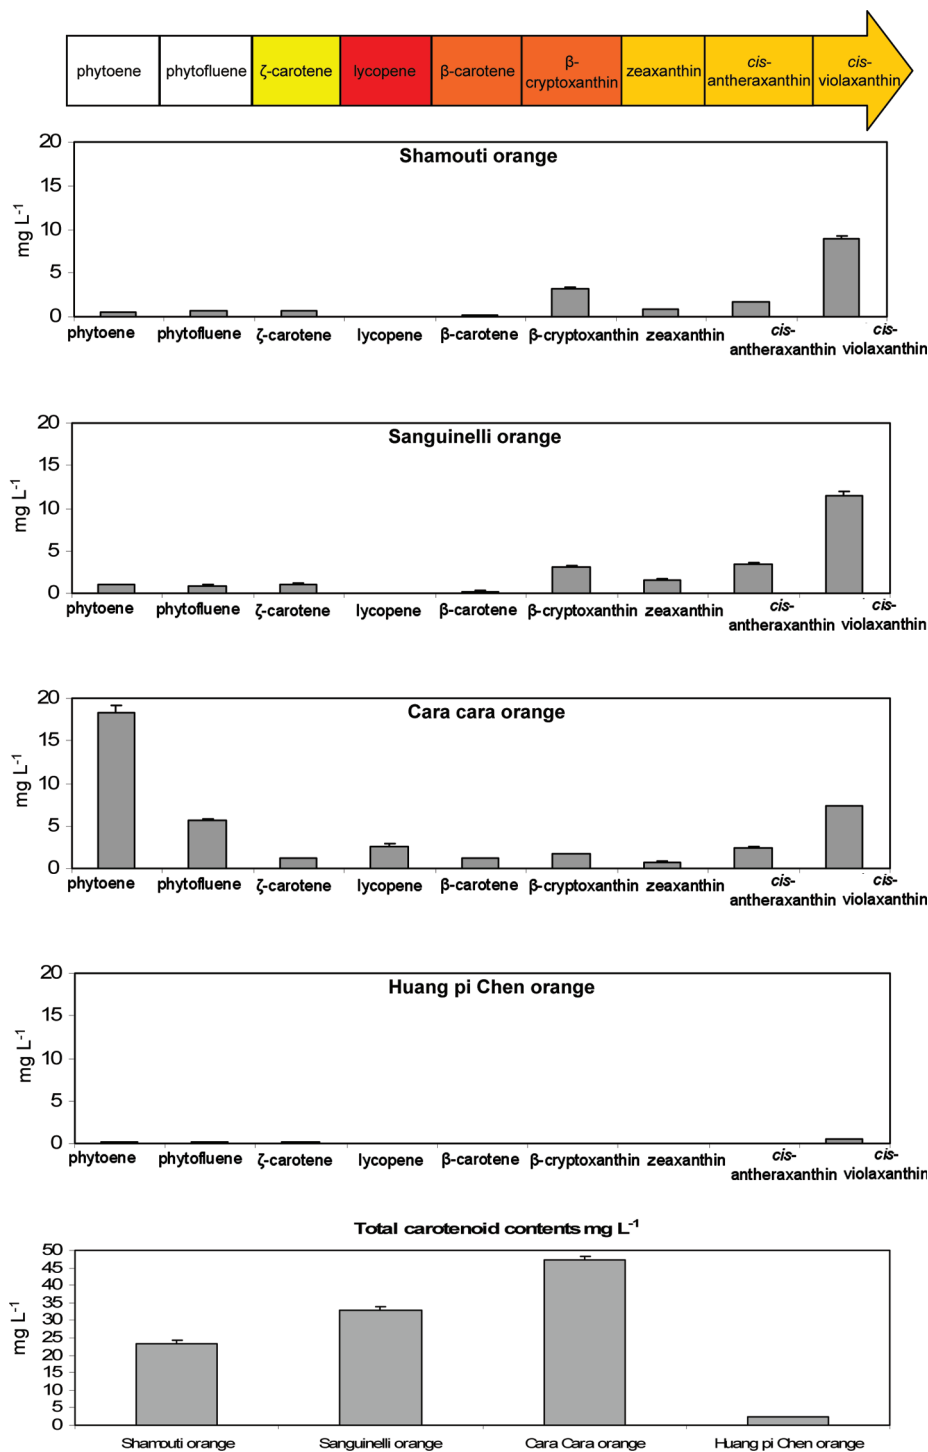 phytoene phytofluene ζ-carotene lycopene β-carotene β-cryptoxanthin zeaxanthin cis-antheraxanthin cis-violaxanthin
Shamouti orange
20
15
10
5
0
mg L-1
phytoene phytofluene ζ-carotene lycopene β-carotene β-cryptoxanthin zeaxanthin cis- cis-
antheraxanthin violaxanthin
Sanguinelli orange
20
15
10
5
0
mg L-1
phytoene phytofluene ζ-carotene lycopene β-carotene β-cryptoxanthin zeaxanthin cis- cis-
antheraxanthin violaxanthin
Cara cara orange
20
15
10
5
0
mg L-1
phytoene phytofluene ζ-carotene lycopene β-carotene β-cryptoxanthin zeaxanthin cis- cis-
antheraxanthin violaxanthin
Huang pi Chen orange
20
15
10
5
0
mg L-1
phytoene phytofluene ζ-carotene lycopene β-carotene β-cryptoxanthin zeaxanthin cis- cis-
antheraxanthin violaxanthin
Total carotenoid contents mg L-1
50
45
40
35
30
25
20
15
10
5
0
mg L-1
Shamouti orange Sanguinelli orange Cara Cara orange Huang pi Chen orange